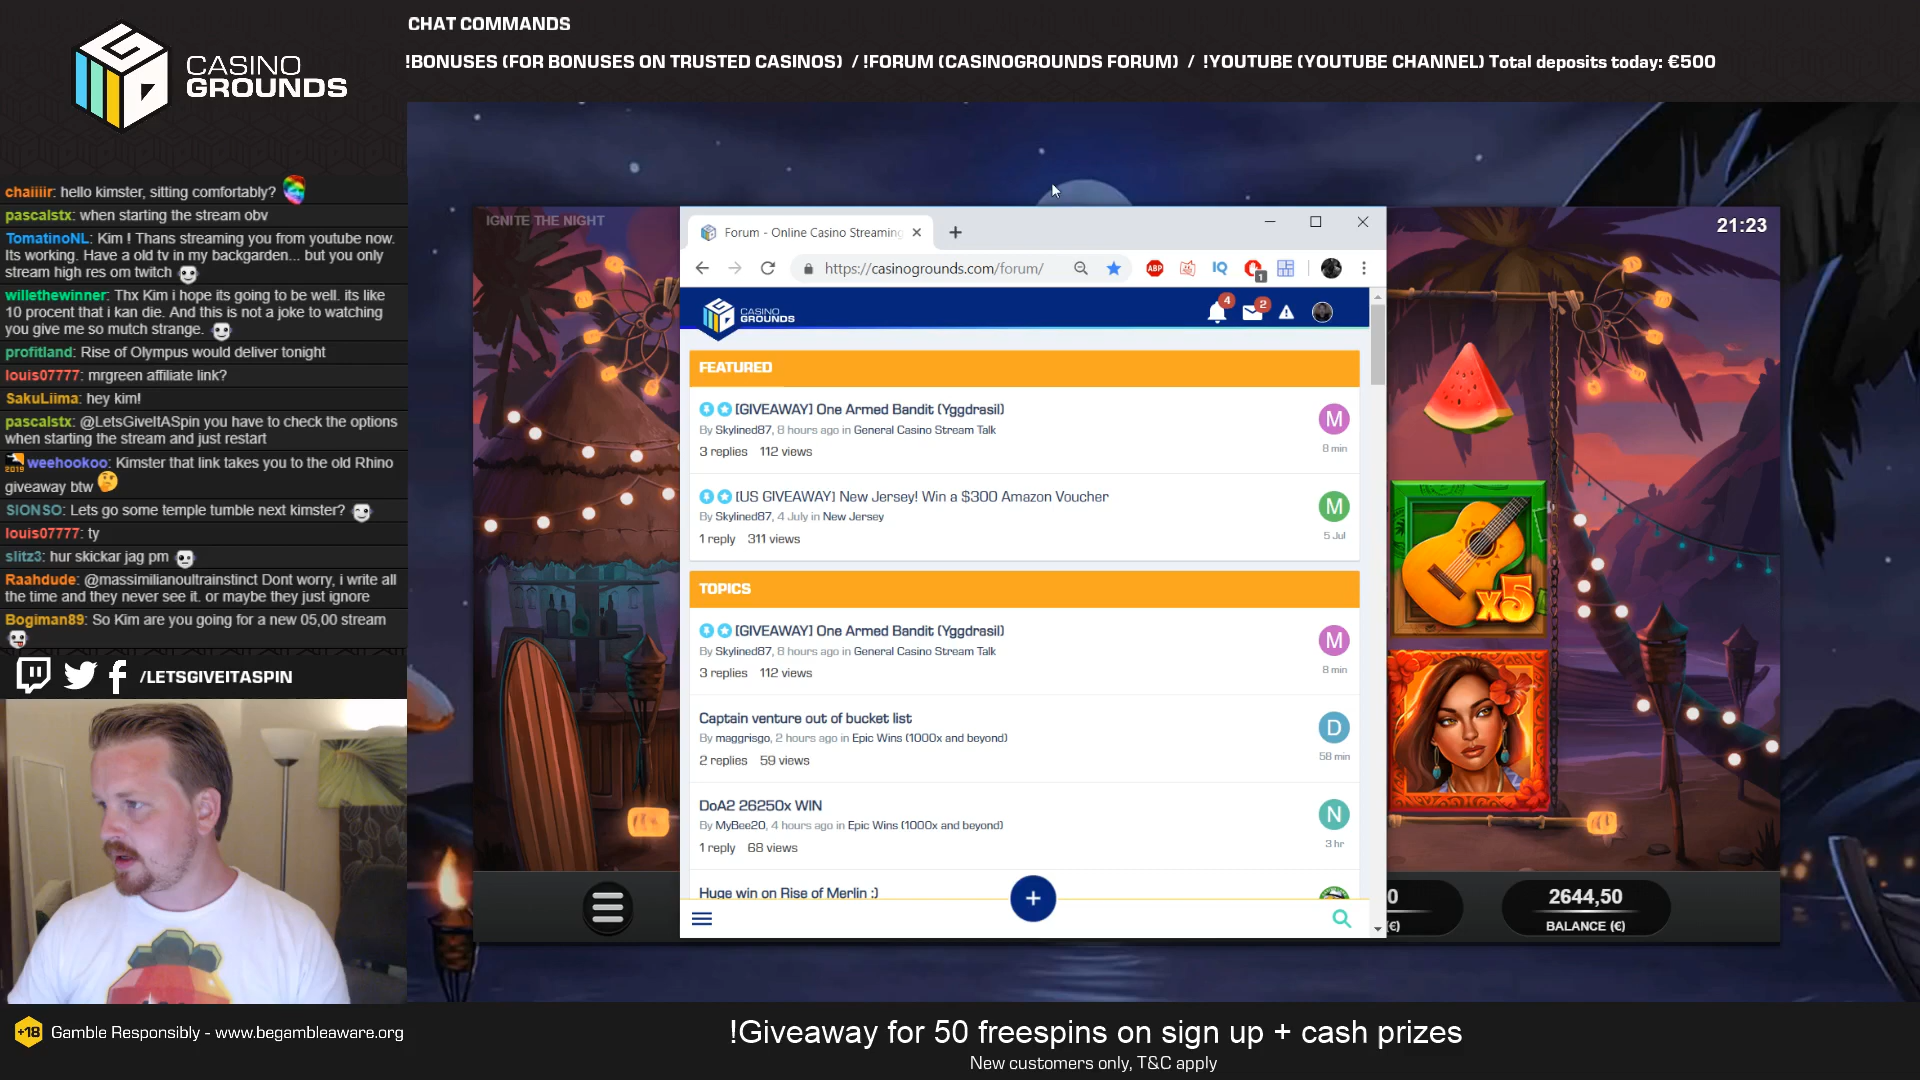 CHAT COMMANDS
!BONUSES (FOR BONUSES ON TRUSTED CASINOS) / !FORUM (CASINOGROUNDS FORUM) / !YOUTUBE (YOUTUBE CHANNEL) Total deposits today: €500
CASINO
GROUNDS
chaiiiir: hello kimster, sitting comfortably?
pascalstx: when starting the stream obv
TomatinoNL: Kim ! Thans streaming you from youtube now.
Its working. Have a old tv in my backgarden... but you only
stream high res om twitch
willethewinner: Thx Kim i hope its going to be well. its like
10 procent that i kan die. And this is not a joke to watching
you give me so mutch strange.
profitland: Rise of Olympus would deliver tonight
louis07777: mrgreen affiliate link?
SakuLiima: hey kim!
pascalstx: @LetsGiveItASpin you have to check the options
when starting the stream and just restart
2019 weehookoo: Kimster that link takes you to the old Rhino
giveaway btw
SIONSO: Lets go some temple tumble next kimster?
louis07777: ty
slitz3: hur skickar jag pm
Raahdude: @massimilianoultrainstinct Dont worry, i write all
the time and they never see it. or maybe they just ignore
Bogiman89: So Kim are you going for a new 05,00 stream
/LETSGIVEITASPIN
IGNITE THE NIGHT
21:23
Forum - Online Casino Streaming
https://casinogrounds.com/forum/
ABP
IQ
1
CASINO
GROUNDS
4
2
FEATURED
[GIVEAWAY] One Armed Bandit (Yggdrasil)
By Skylined87, 8 hours ago in General Casino Stream Talk
3 replies 112 views
M
8 min
[US GIVEAWAY] New Jersey! Win a $300 Amazon Voucher
By Skylined87, 4 July in New Jersey
1 reply 311 views
M
5 Jul
TOPICS
[GIVEAWAY] One Armed Bandit (Yggdrasil)
By Skylined87, 8 hours ago in General Casino Stream Talk
3 replies 112 views
M
8 min
Captain venture out of bucket list
By maggrisgo, 2 hours ago in Epic Wins (1000x and beyond)
2 replies 59 views
D
58 min
DoA2 26250x WIN
By MyBee20, 4 hours ago in Epic Wins (1000x and beyond)
1 reply 68 views
N
3 hr
Huge win on Rise of Merlin :)
x5
0
(€)
2644,50
BALANCE (€)
+18 Gamble Responsibly - www.begambleaware.org
!Giveaway for 50 freespins on sign up + cash prizes
New customers only, T&C apply